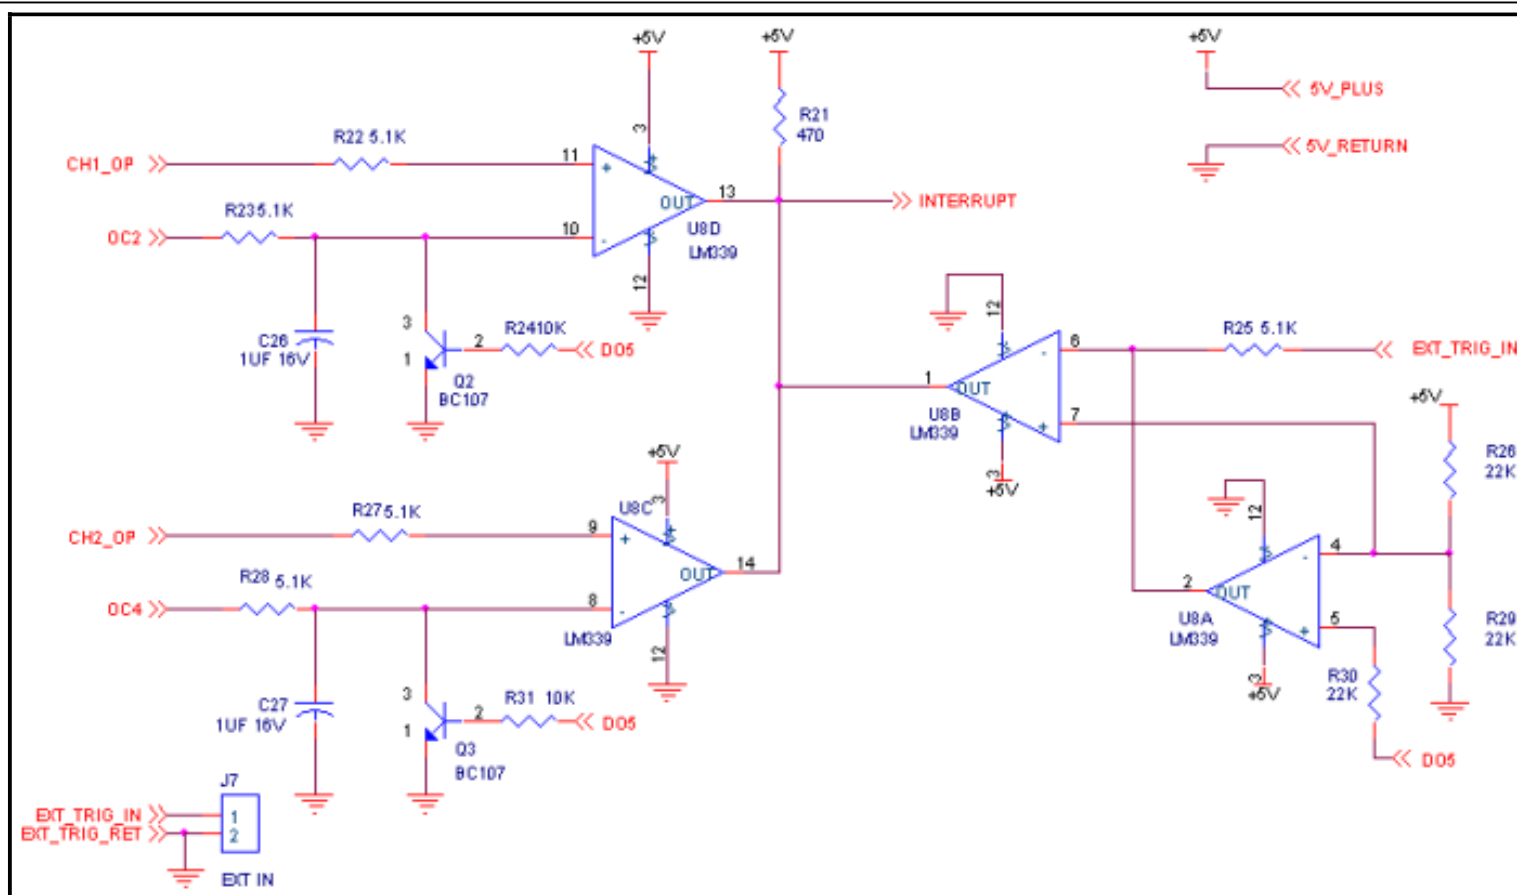 +5V
+5V
+5V
5V_PLUS
R21
470
3
R22 5.1K
CH1_OP
11
+
5V_RETURN
OUT
13
INTERRUPT
R235.1K
U8D
OC2
10
-
LM339
12
12
3
R2410K
R25 5.1K
C26
1UF 16V
2
DO5
6
-
EXT_TRIG_IN
1
Q2
BC107
1
OUT
U8B
LM339
7
+
+5V
R26
22K
+5V
3
+5V
3
U8C
12
R275.1K
CH2_OP
9
+
4
-
OUT
14
R28 5.1K
2
OUT
OC4
8
-
U8A
LM339
5
+
R29
22K
LM339
12
3
+5V
R30
22K
3
R31 10K
C27
1UF 16V
2
DO5
1
Q3
BC107
DO5
J7
EXT_TRIG_IN
1
EXT_TRIG_RET
2
EXT IN